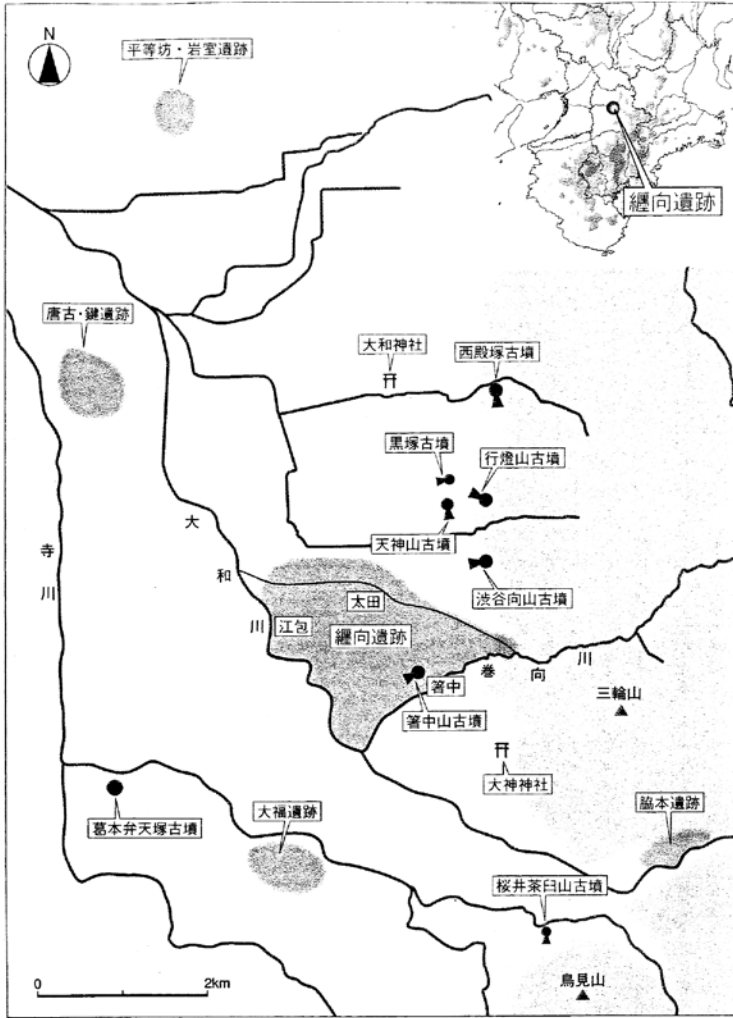 N
平等坊・岩室遺跡
纒向遺跡
唐古・鍵遺跡
大和神社
西殿塚古墳
黒塚古墳
行燈山古墳
天神山古墳
渋谷向山古墳
寺川
大和川
太田
江包
纒向遺跡
箸中
巻向川
箸中山古墳
三輪山
大神神社
葛本弁天塚古墳
大福遺跡
脇本遺跡
桜井茶臼山古墳
鳥見山
0 2km